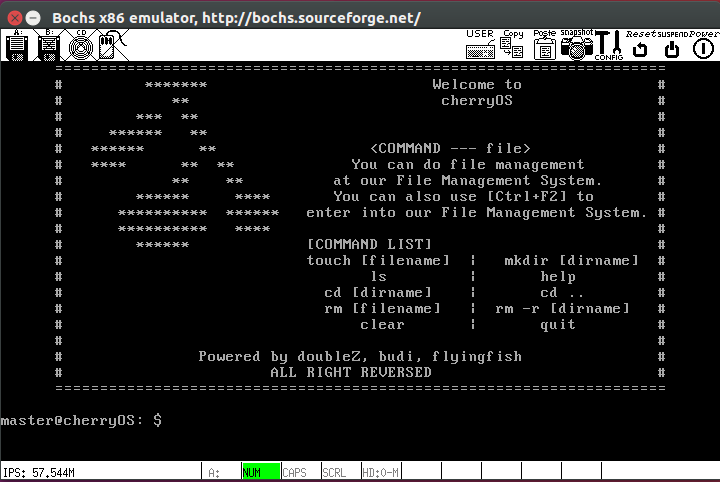 Bochs x86 emulator, http://bochs.sourceforge.net/
A: B: CD USER Copy Paste snapshot CONFIG Reset SUSPEND Power
================================================================
# ******* Welcome to #
# ** cherryOS #
# *** ** #
# ****** ** #
# ****** ** <COMMAND --- file> #
# **** ** ** You can do file management #
# ** ** at our File Management System. #
# ****** **** You can also use [Ctrl+F2] to #
# ********** ****** enter into our File Management System. #
# ********** **** #
# ****** [COMMAND LIST] #
# touch [filename] ¦ mkdir [dirname] #
# ls ¦ help #
# cd [dirname] ¦ cd .. #
# rm [filename] ¦ rm -r [dirname] #
# clear ¦ quit #
# #
# Powered by doubleZ, budi, flyingfish #
# ALL RIGHT REVERSED #
================================================================
master@cherryOS: $
IPS: 57.544M A: NUM CAPS SCRL HD:0-M